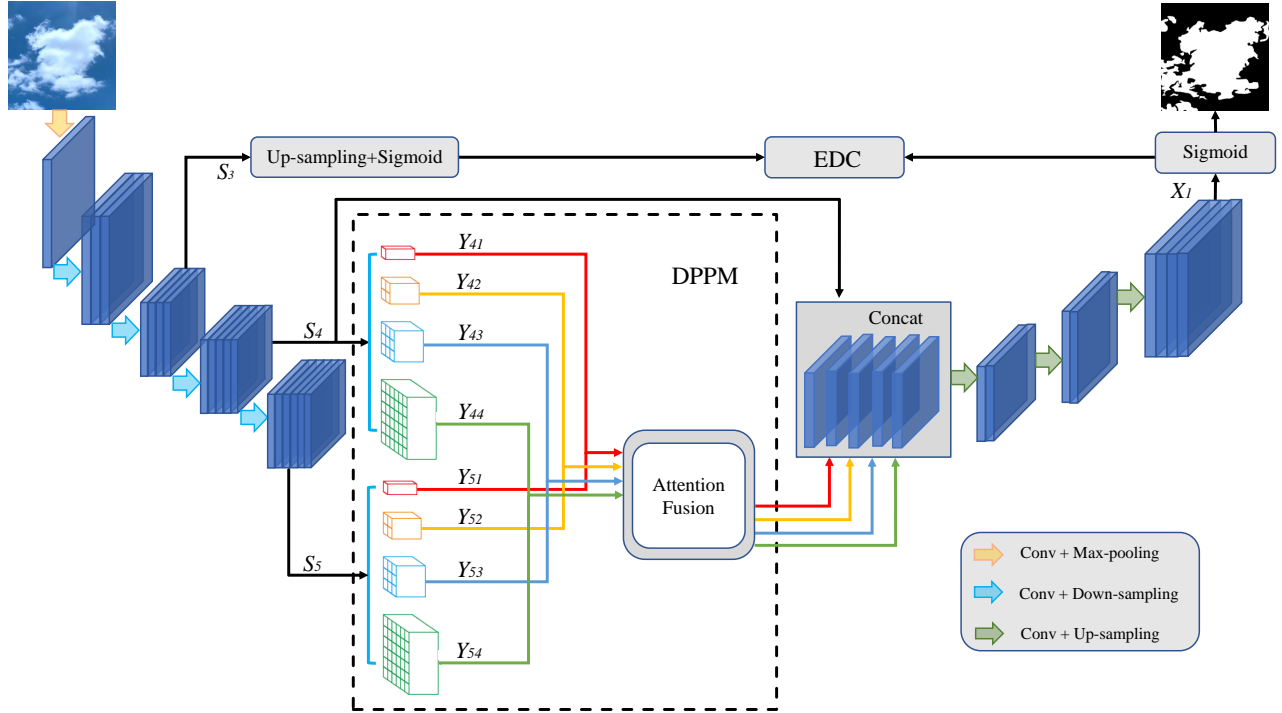 Up-sampling+Sigmoid
EDC
Sigmoid
S3
X1
Y41
DPPM
Y42
S4
Y43
Concat
Y44
Y51
Attention
Fusion
Y52
S5
Y53
Y54
Conv + Max-pooling
Conv + Down-sampling
Conv + Up-sampling